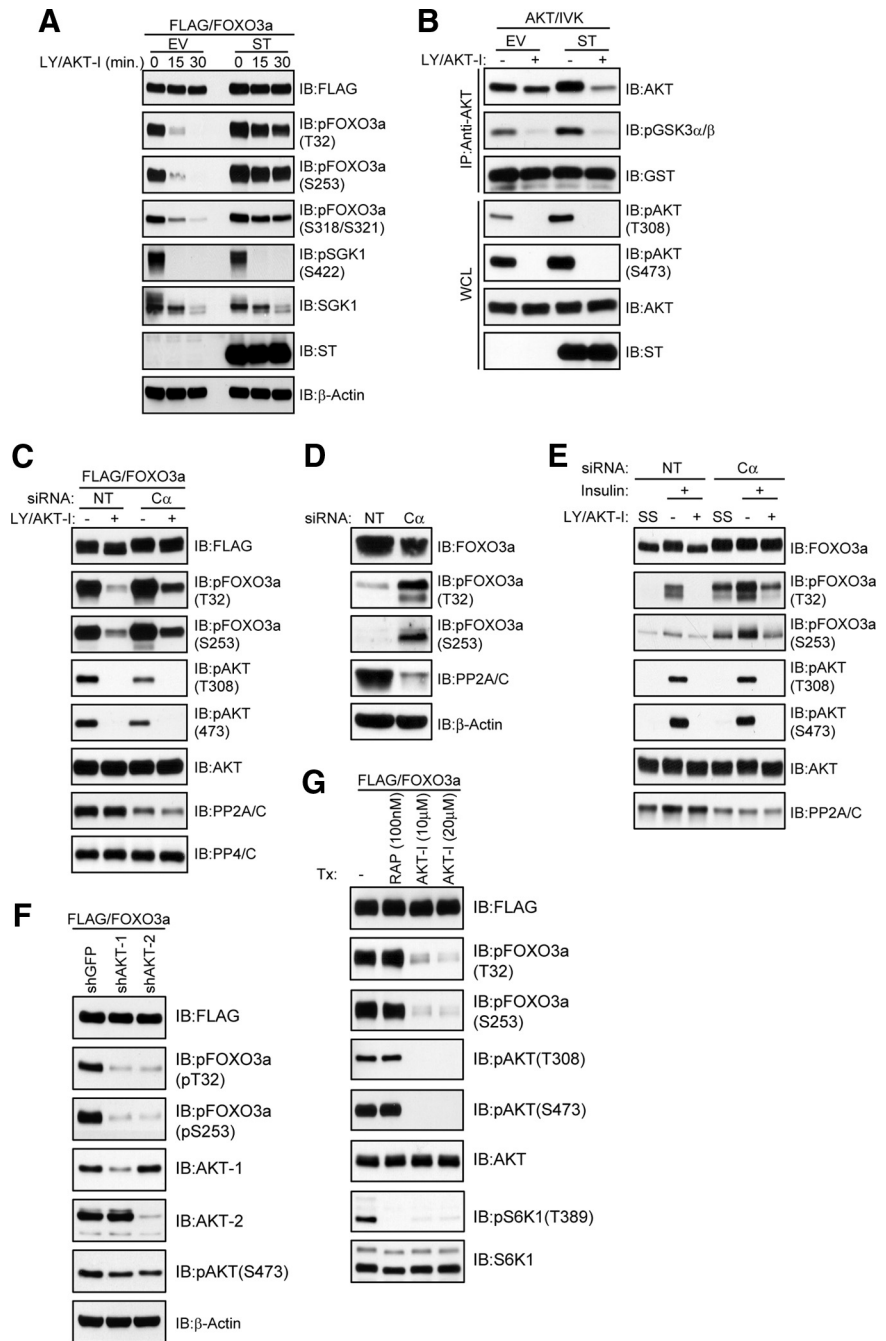 A
FLAG/FOXO3a
EV ST
LY/AKT-I (min.) 0 15 30 0 15 30
IB:FLAG
IB:pFOXO3a
(T32)
IB:pFOXO3a
(S253)
IB:pFOXO3a
(S318/S321)
IB:pSGK1
(S422)
IB:SGK1
IB:ST
IB:β-Actin
B
AKT/IVK
EV ST
LY/AKT-I: - + - +
IP:Anti-AKT
IB:AKT
IB:pGSK3α/β
IB:GST
WCL
IB:pAKT
(T308)
IB:pAKT
(S473)
IB:AKT
IB:ST
C
FLAG/FOXO3a
siRNA: NT Cα
LY/AKT-I: - + - +
IB:FLAG
IB:pFOXO3a
(T32)
IB:pFOXO3a
(S253)
IB:pAKT
(T308)
IB:pAKT
(473)
IB:AKT
IB:PP2A/C
IB:PP4/C
D
siRNA: NT Cα
IB:FOXO3a
IB:pFOXO3a
(T32)
IB:pFOXO3a
(S253)
IB:PP2A/C
IB:β-Actin
E
siRNA: NT Cα
Insulin: + +
LY/AKT-I: SS - + SS - +
IB:FOXO3a
IB:pFOXO3a
(T32)
IB:pFOXO3a
(S253)
IB:pAKT
(T308)
IB:pAKT
(S473)
IB:AKT
IB:PP2A/C
F
FLAG/FOXO3a
shGFP
shAKT-1
shAKT-2
IB:FLAG
IB:pFOXO3a
(pT32)
IB:pFOXO3a
(pS253)
IB:AKT-1
IB:AKT-2
IB:pAKT(S473)
IB:β-Actin
G
FLAG/FOXO3a
Tx: -
RAP (100nM)
AKT-I (10μM)
AKT-I (20μM)
IB:FLAG
IB:pFOXO3a
(T32)
IB:pFOXO3a
(S253)
IB:pAKT(T308)
IB:pAKT(S473)
IB:AKT
IB:pS6K1(T389)
IB:S6K1